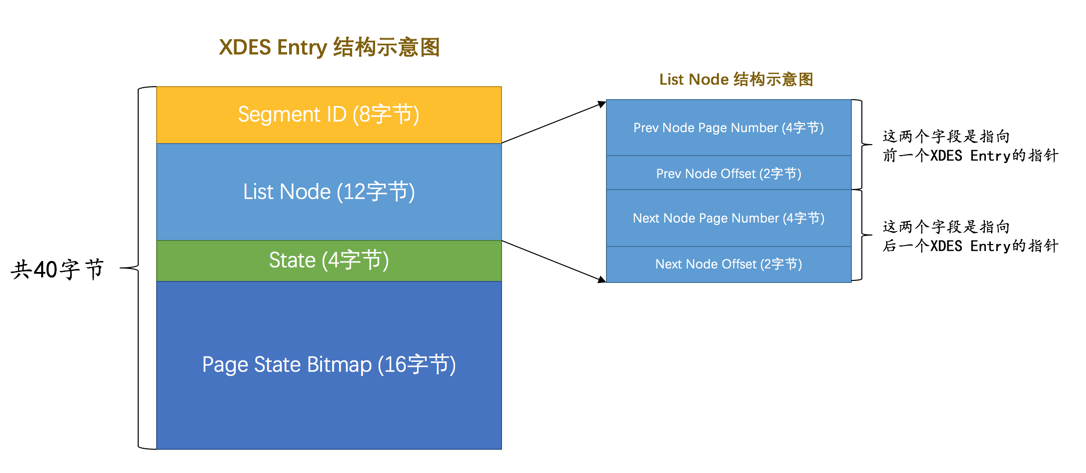 XDES Entry 结构示意图
共40字节
Segment ID (8字节)
List Node (12字节)
State (4字节)
Page State Bitmap (16字节)
List Node 结构示意图
Prev Node Page Number (4字节)
Prev Node Offset (2字节)
Next Node Page Number (4字节)
Next Node Offset (2字节)
这两个字段是指向
前一个XDES Entry的指针
这两个字段是指向
后一个XDES Entry的指针